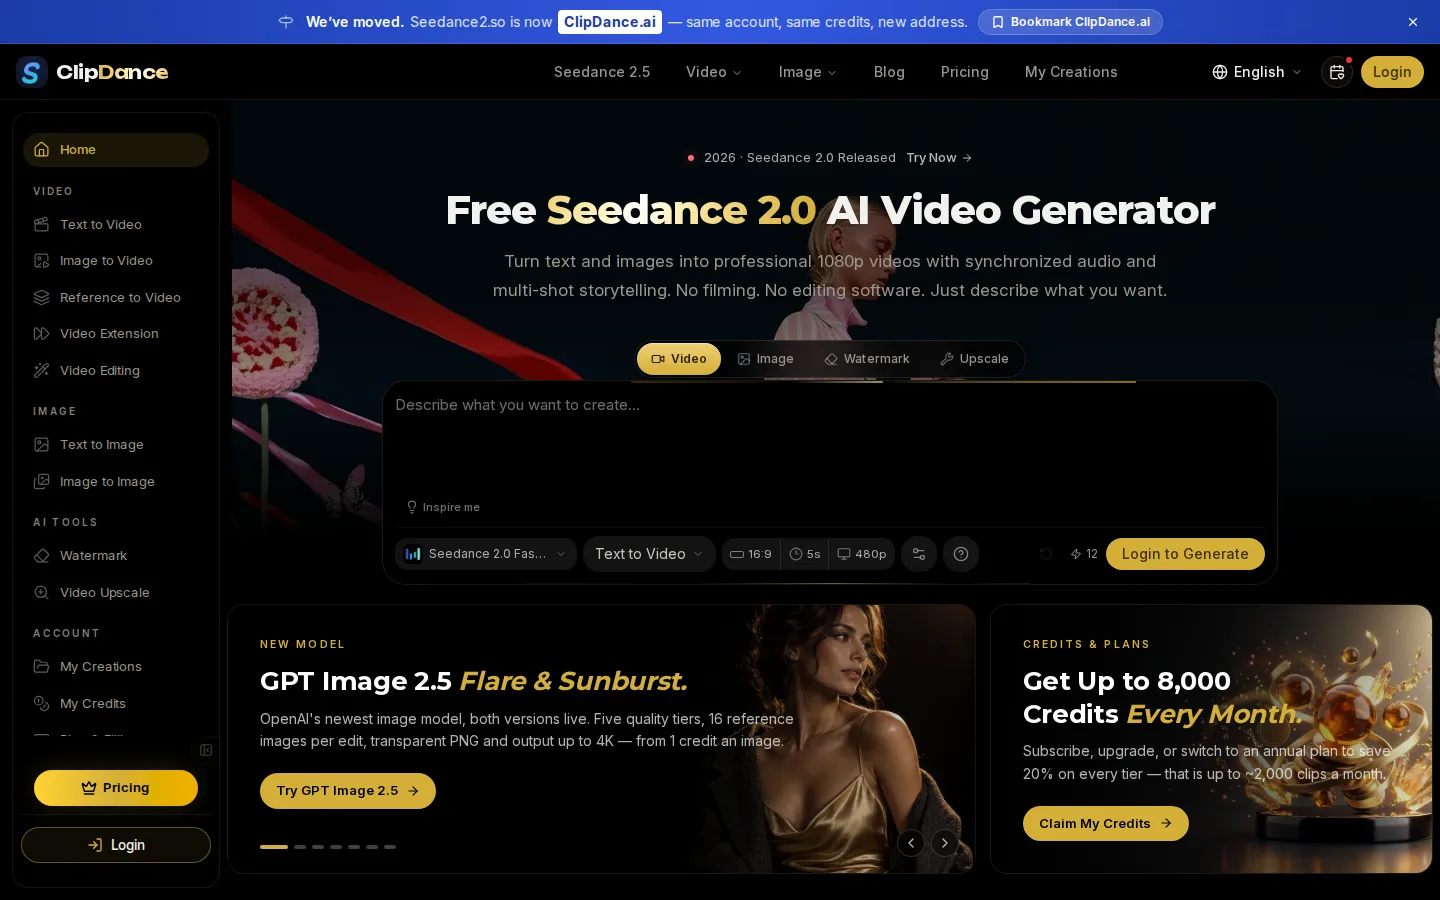 We've moved. Seedance2.so is now ClipDance.ai — same account, same credits, new address. Bookmark ClipDance.ai
ClipDance
Seedance 2.5 Video Image Blog Pricing My Creations
English
Login
Home
VIDEO
Text to Video
Image to Video
Reference to Video
Video Extension
Video Editing
IMAGE
Text to Image
Image to Image
AI TOOLS
Watermark
Video Upscale
ACCOUNT
My Creations
My Credits
Pricing
Login
2026 · Seedance 2.0 Released Try Now →
Free Seedance 2.0 AI Video Generator
Turn text and images into professional 1080p videos with synchronized audio and
multi-shot storytelling. No filming. No editing software. Just describe what you want.
Video Image Watermark Upscale
Describe what you want to create...
Inspire me
Seedance 2.0 Fas... Text to Video 16:9 5s 480p 12 Login to Generate
NEW MODEL
GPT Image 2.5 Flare & Sunburst.
OpenAI's newest image model, both versions live. Five quality tiers, 16 reference
images per edit, transparent PNG and output up to 4K — from 1 credit an image.
Try GPT Image 2.5 →
CREDITS & PLANS
Get Up to 8,000
Credits Every Month.
Subscribe, upgrade, or switch to an annual plan to save
20% on every tier — that is up to ~2,000 clips a month.
Claim My Credits →